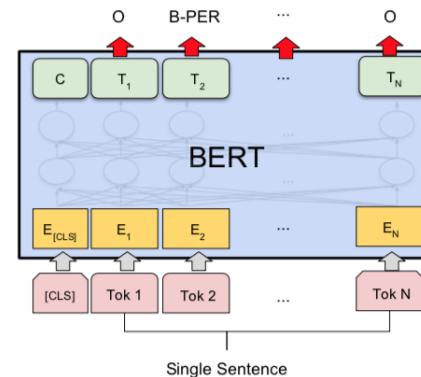 O B-PER ... O
C T1 T2 ... TN
...
BERT
...
E[CLS] E1 E2 ... EN
[CLS] Tok 1 Tok 2 ... Tok N
Single Sentence